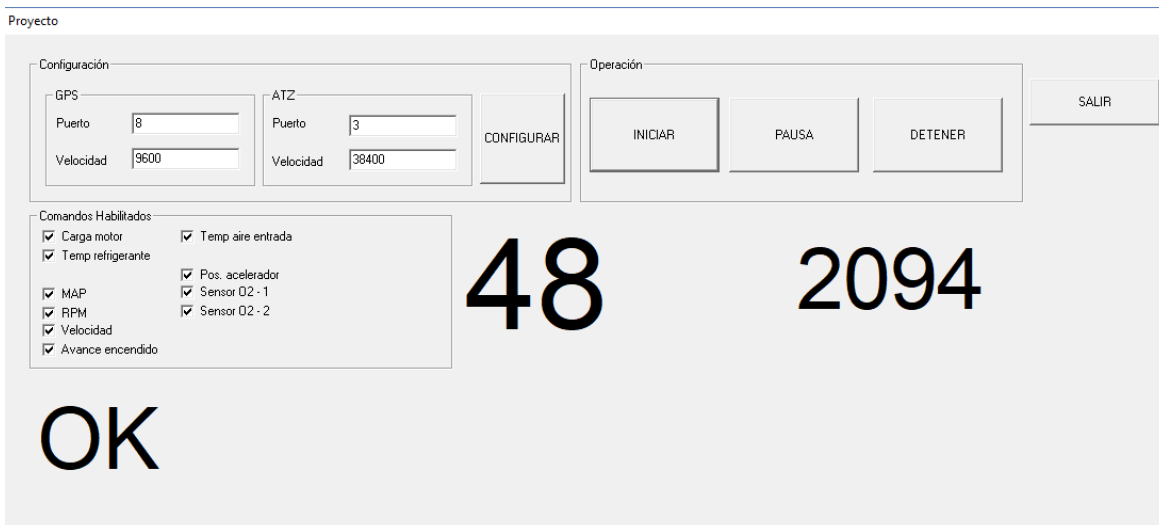 Proyecto
Configuración
GPS
Puerto 8
Velocidad 9600
ATZ
Puerto 3
Velocidad 38400
CONFIGURAR
Operación
INICIAR
PAUSA
DETENER
SALIR
Comandos Habilitados
Carga motor
Temp refrigerante
MAP
RPM
Velocidad
Avance encendido
Temp aire entrada
Pos. acelerador
Sensor O2 - 1
Sensor O2 - 2
48
2094
OK